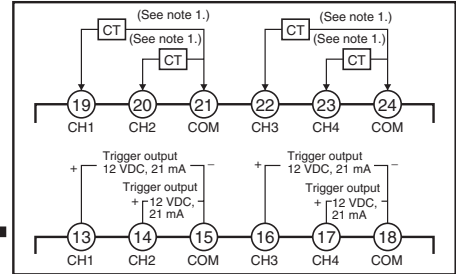 (See note 1.) (See note 1.)
CT (See note 1.) CT (See note 1.)
CT CT
19 20 21 22 23 24
CH1 CH2 COM CH3 CH4 COM
+ Trigger output 12 VDC, 21 mA − + Trigger output 12 VDC, 21 mA −
Trigger output Trigger output
+ 12 VDC, − + 12 VDC, −
21 mA 21 mA
13 14 15 16 17 18
CH1 CH2 COM CH3 CH4 COM